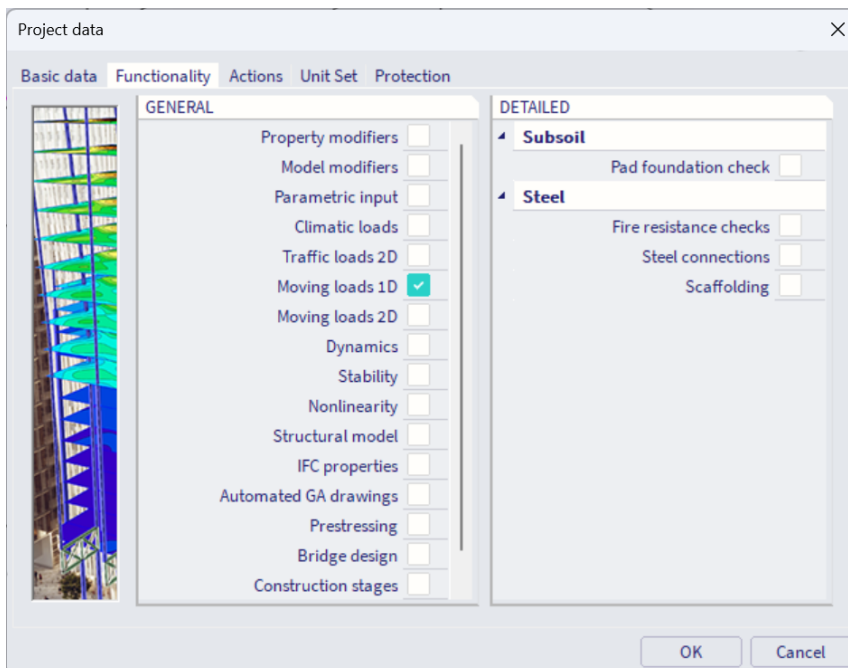 Project data
Basic data Functionality Actions Unit Set Protection
GENERAL
Property modifiers
Model modifiers
Parametric input
Climatic loads
Traffic loads 2D
Moving loads 1D
Moving loads 2D
Dynamics
Stability
Nonlinearity
Structural model
IFC properties
Automated GA drawings
Prestressing
Bridge design
Construction stages
DETAILED
Subsoil
Pad foundation check
Steel
Fire resistance checks
Steel connections
Scaffolding
OK Cancel